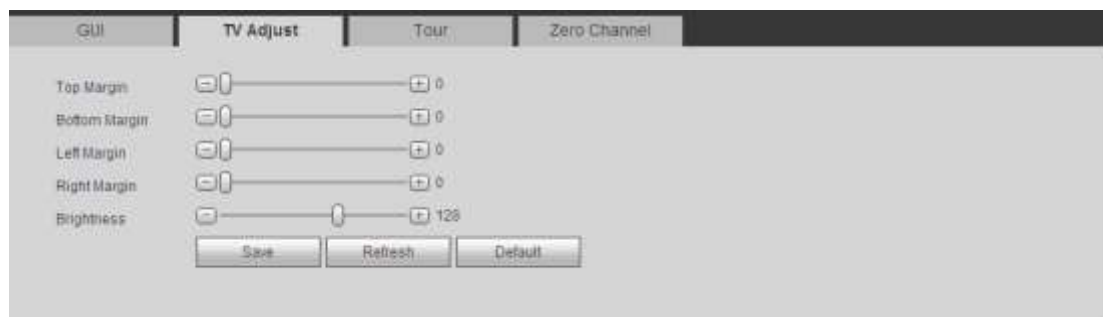 GUI TV Adjust Tour Zero Channel
Top Margin 0
Bottom Margin 0
Left Margin 0
Right Margin 0
Brightness 128
Save Refresh Default